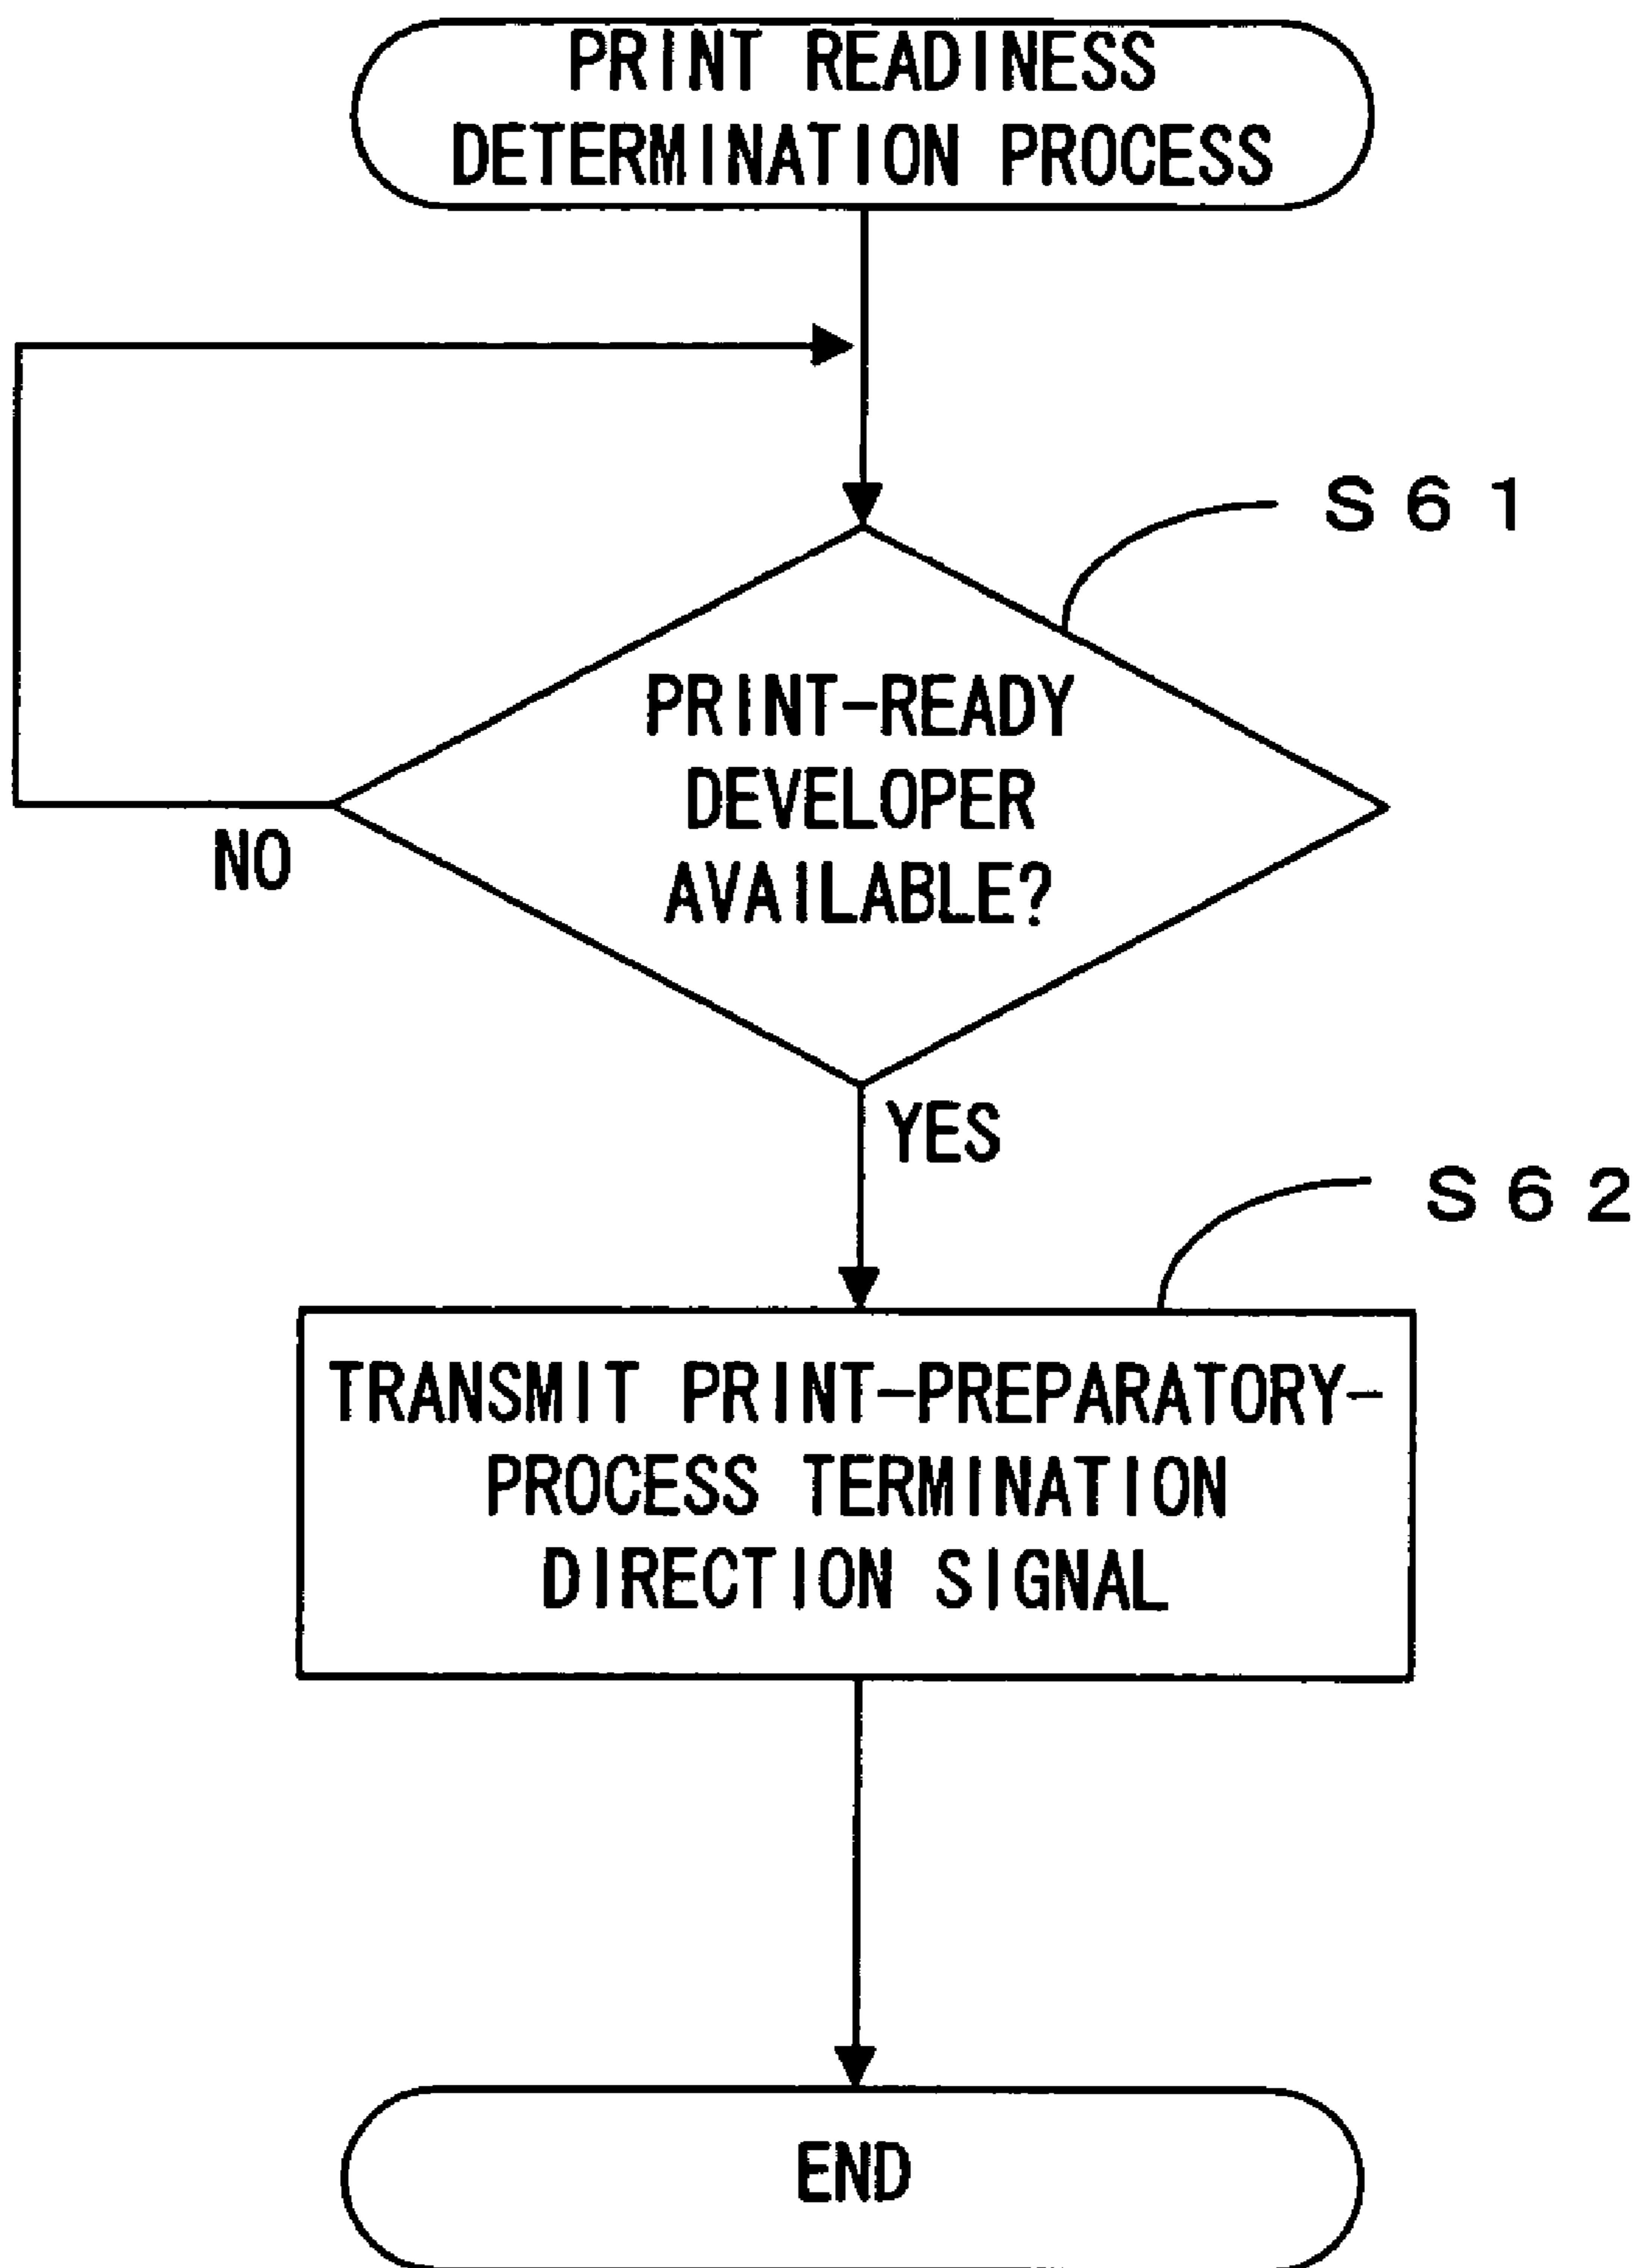 PRINT READINESS
DETERMINATION PROCESS
S61
PRINT-READY
DEVELOPER
AVAILABLE?
NO
YES
S62
TRANSMIT PRINT-PREPARATORY-
PROCESS TERMINATION
DIRECTION SIGNAL
END